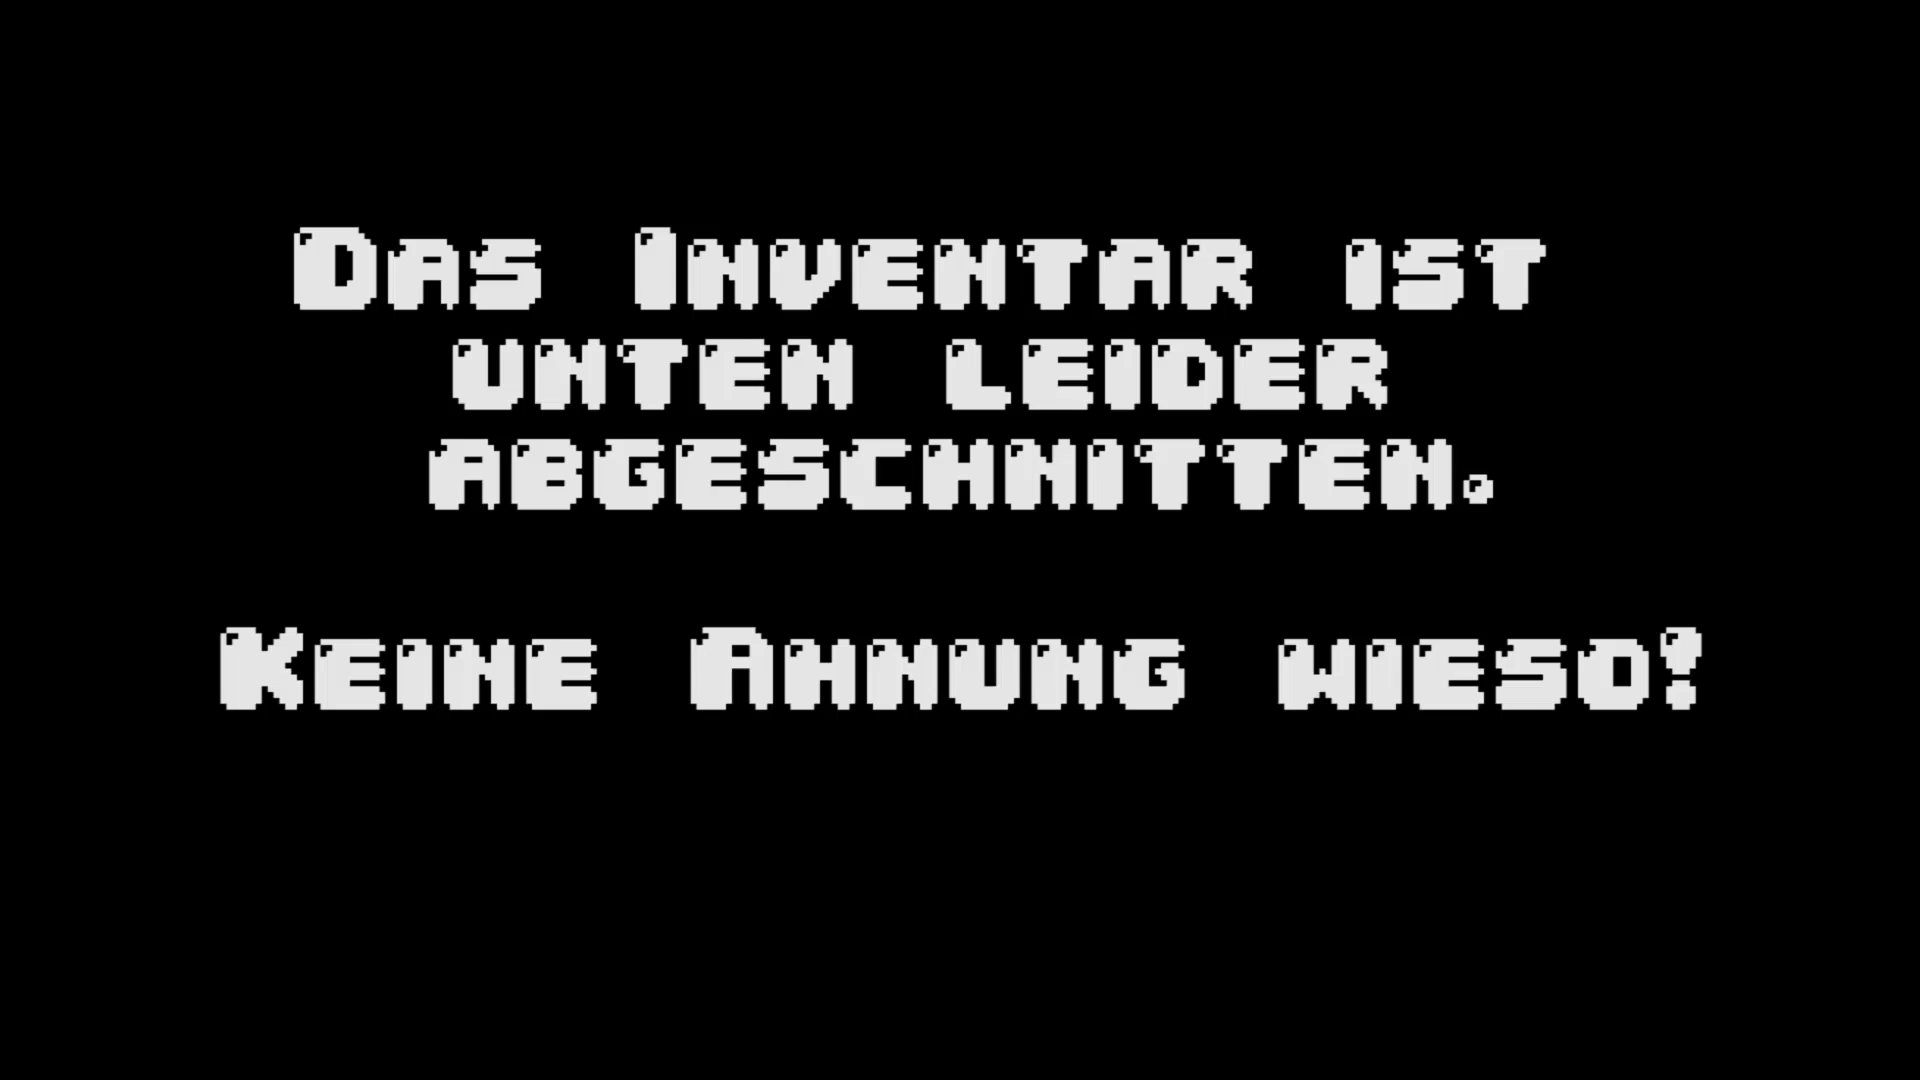 Das Inventar ist
unten leider
abgeschnitten.
Keine Ahnung wieso!